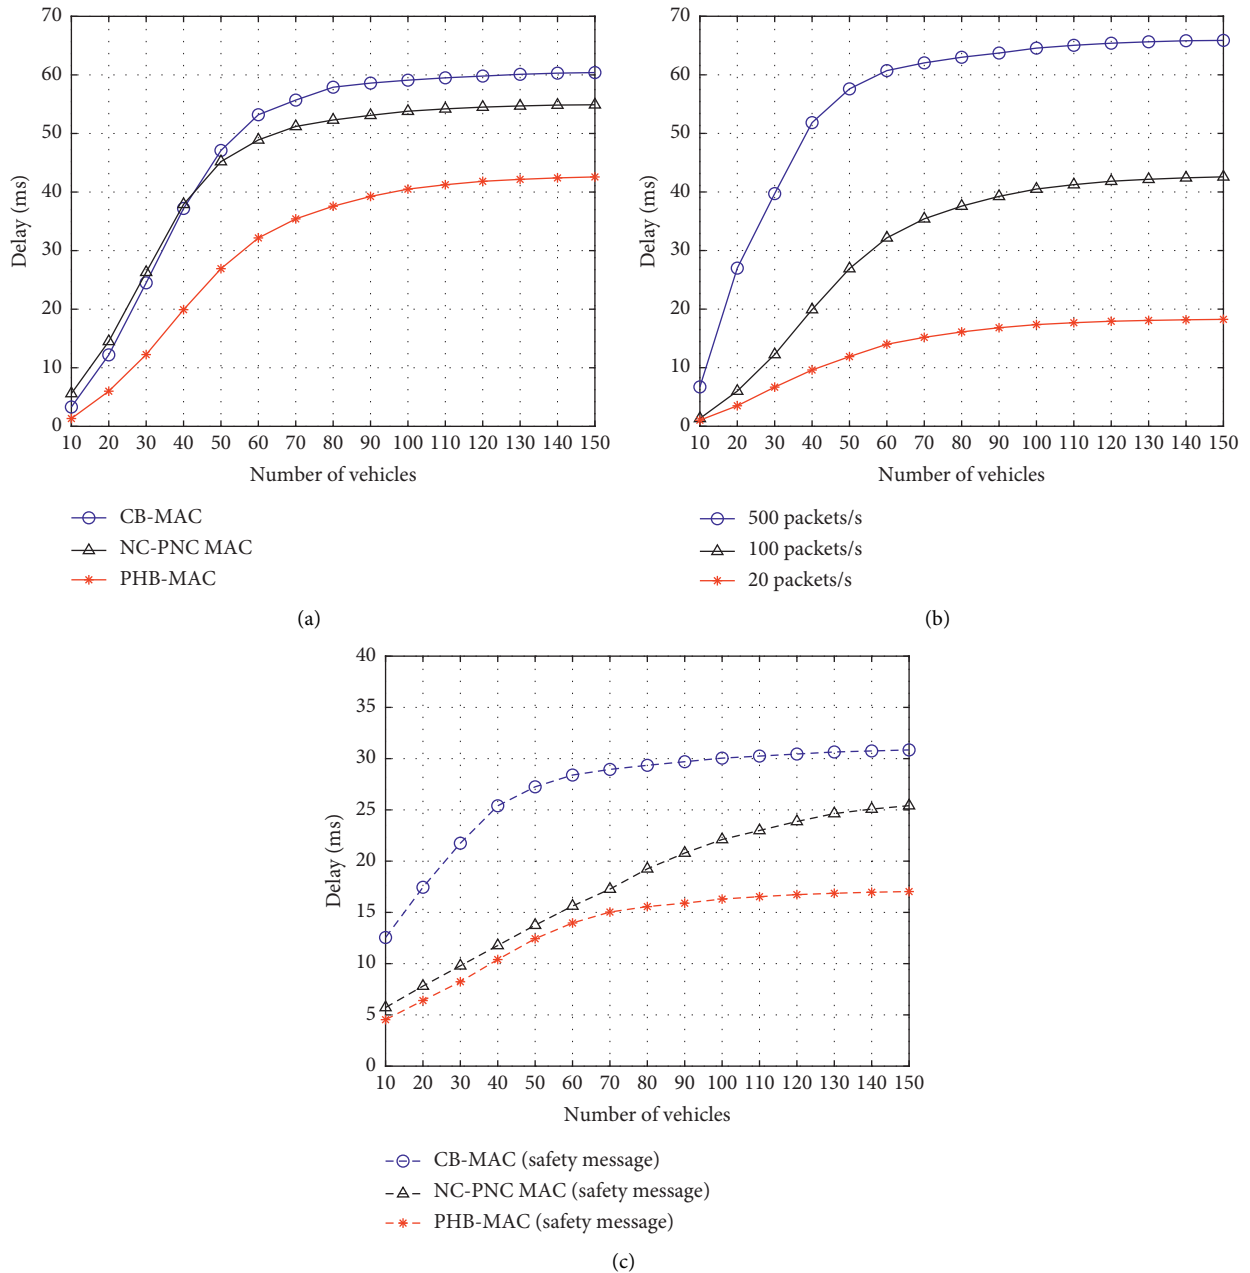 70
60
50
40
30
20
10
0
Delay (ms)
10 20 30 40 50 60 70 80 90 100 110 120 130 140 150
Number of vehicles
CB-MAC
NC-PNC MAC
PHB-MAC
(a)
70
60
50
40
30
20
10
0
Delay (ms)
10 20 30 40 50 60 70 80 90 100 110 120 130 140 150
Number of vehicles
500 packets/s
100 packets/s
20 packets/s
(b)
40
35
30
25
20
15
10
5
0
Delay (ms)
10 20 30 40 50 60 70 80 90 100 110 120 130 140 150
Number of vehicles
CB-MAC (safety message)
NC-PNC MAC (safety message)
PHB-MAC (safety message)
(c)